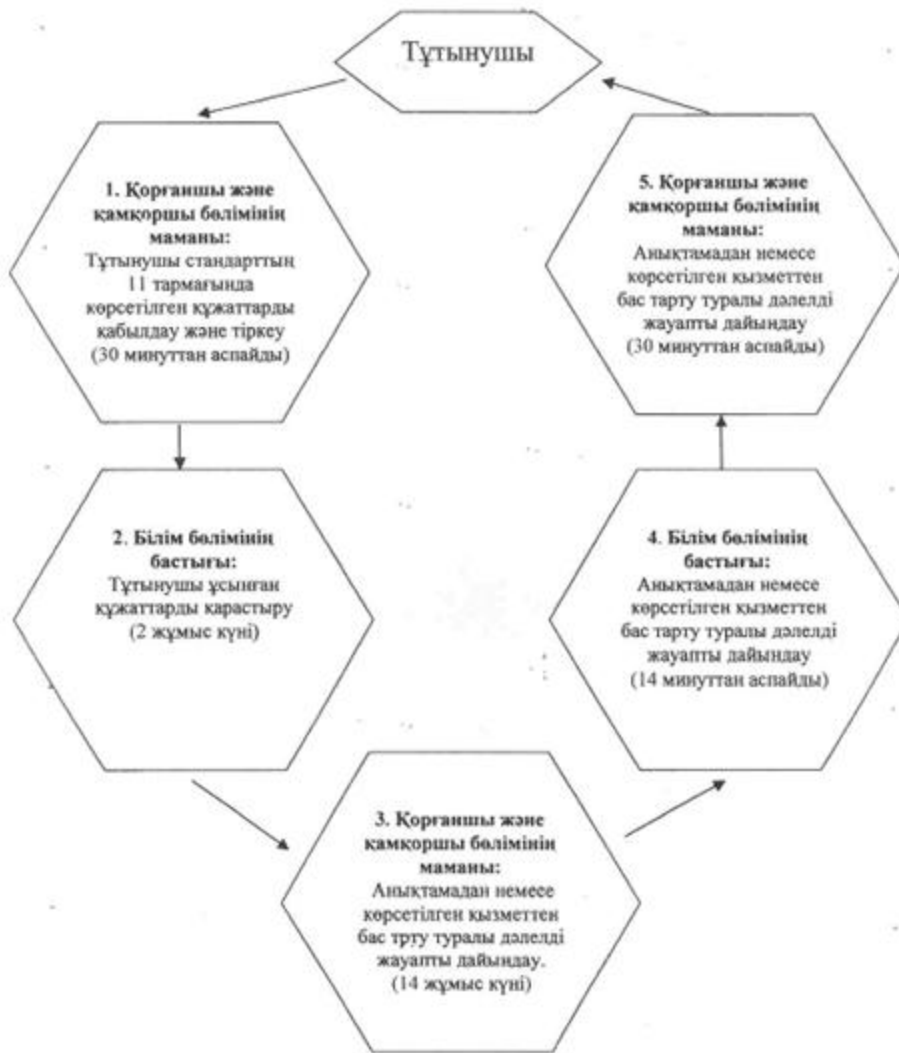 Тұтынушы
1. Қорғаншы және
қамқоршы бөлімінің
маманы:
Тұтынушы стандарттың
11 тармағында
көрсетілген құжаттарды
қабылдау және тіркеу
(30 минуттан аспайды)
2. Білім бөлімінің
бастығы:
Тұтынушы ұсынған
құжаттарды қарастыру
(2 жұмыс күні)
3. Қорғаншы және
қамқоршы бөлімінің
маманы:
Анықтамадан немесе
көрсетілген қызметтен
бас трту туралы дәлелді
жауапты дайындау.
(14 жұмыс күні)
4. Білім бөлімінің
бастығы:
Анықтамадан немесе
көрсетілген қызметтен
бас тарту туралы дәлелді
жауапты дайындау
(14 минуттан аспайды)
5. Қорғаншы және
қамқоршы бөлімінің
маманы:
Анықтамадан немесе
көрсетілген қызметтен
бас тарту туралы дәлелді
жауапты дайындау
(30 минуттан аспайды)